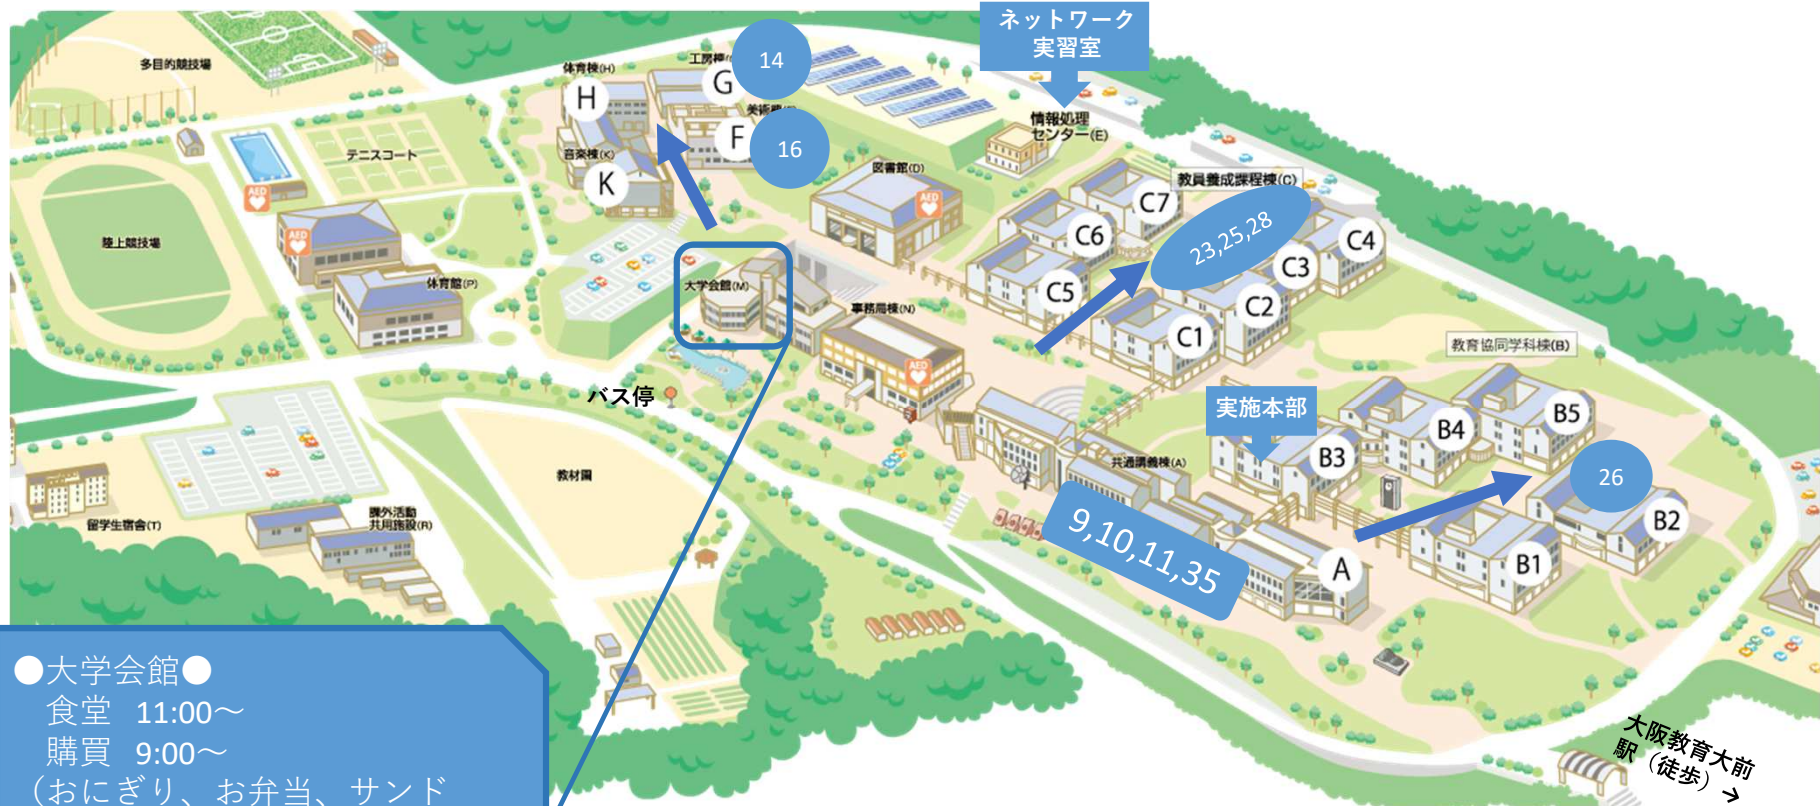 ネットワーク
実習室
多目的競技場
体育棟(H)
工房棟
14
H
G
美術
F
16
情報処理
センター(E)
テニスコート
音楽棟(K)
K
AED
図書館(D)
AED
教員養成課程棟(C)
C7
C6
23,25,28
C4
C3
C5
C2
C1
陸上競技場
AED
体育館(P)
大学会館(M)
事務局棟(N)
AED
教育協同学科棟(B)
バス停
実施本部
B5
B4
B3
26
B2
B1
共通講義棟(A)
9,10,11,35
A
教材園
留学生宿舎(T)
課外活動
共用施設(R)
●大学会館●
食堂 11:00～
購買 9:00～
（おにぎり、お弁当、サンド
大阪教育大前
駅（徒歩）→